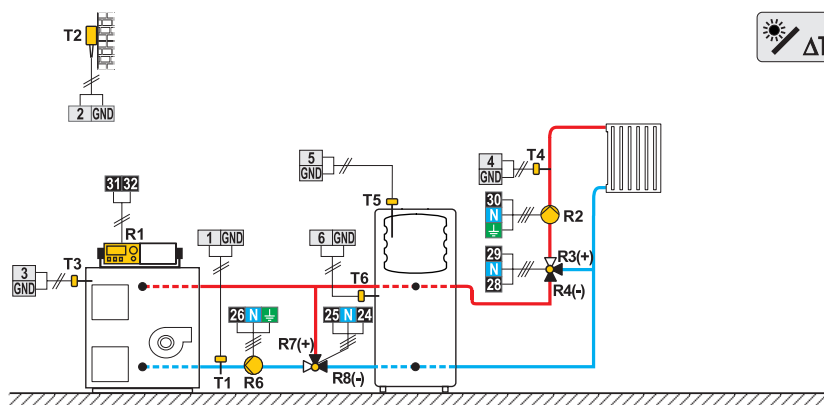 T2
2 GND
ΔT
5
GND
4
GND
T4
31 32
T5
30
N
R2
R1
1 GND
6 GND
29
N
28
R3(+)
R4(-)
3
GND
T3
T6
26 N
25 N 24
R7(+)
T1
R6
R8(-)